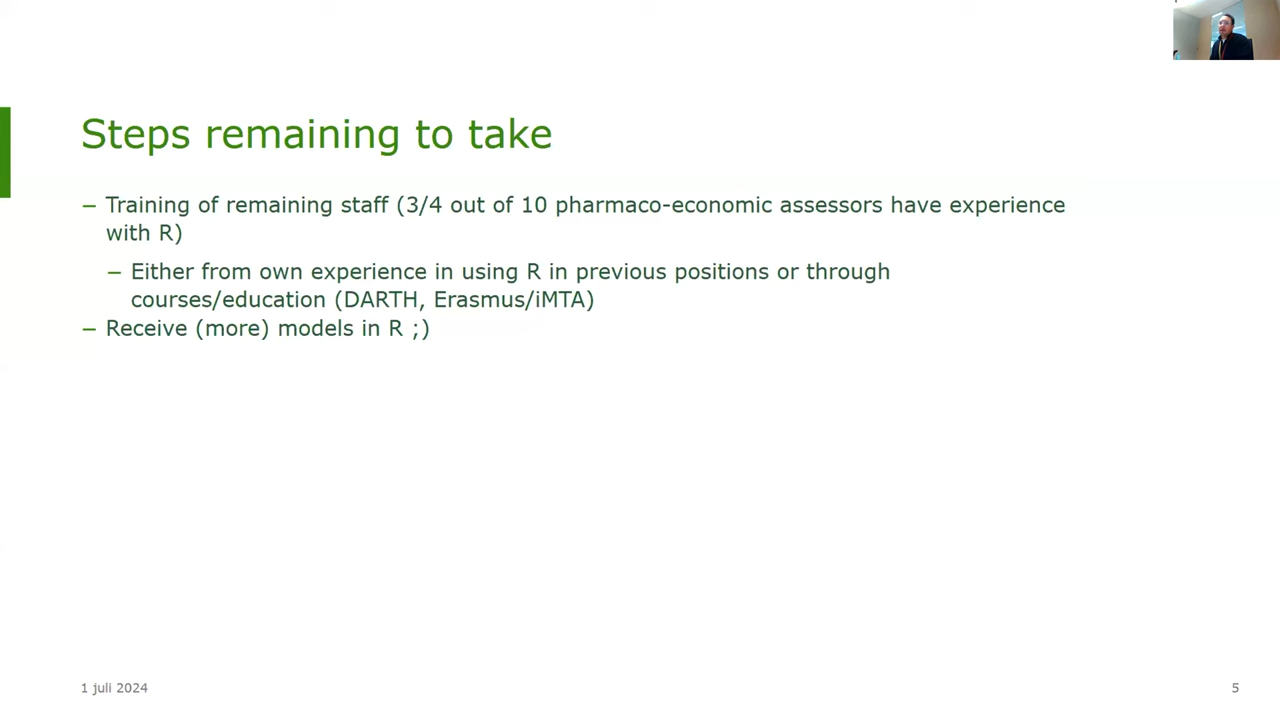 Steps remaining to take
– Training of remaining staff (3/4 out of 10 pharmaco-economic assessors have experience
with R)
– Either from own experience in using R in previous positions or through
courses/education (DARTH, Erasmus/iMTA)
– Receive (more) models in R ;)
1 juli 2024
5